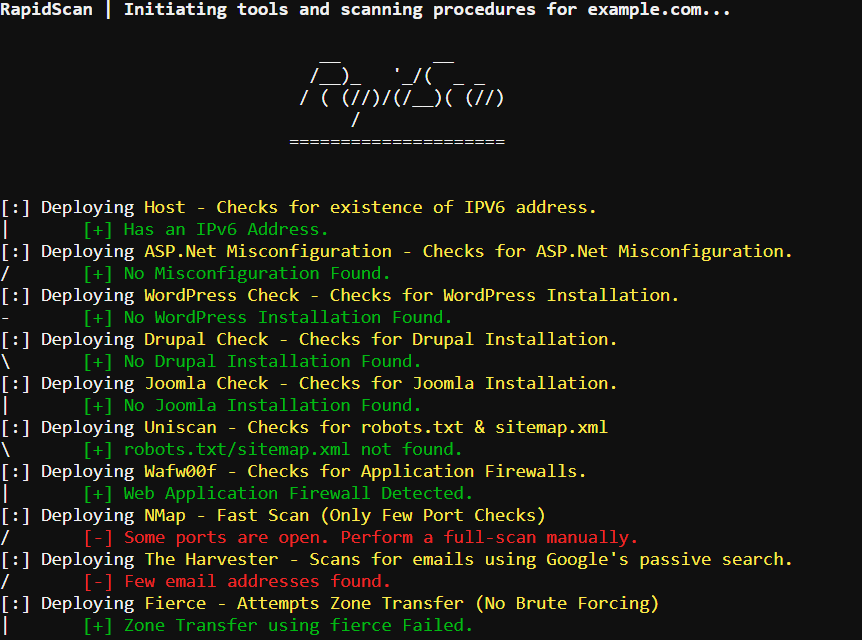 RapidScan | Initiating tools and scanning procedures for example.com...
               __         __
              /__)_   '_/(  _ _
             / ( (//)/(/__)( (//)
                  /
            =====================
[:] Deploying Host - Checks for existence of IPV6 address.
|       [+] Has an IPv6 Address.
[:] Deploying ASP.Net Misconfiguration - Checks for ASP.Net Misconfiguration.
/       [+] No Misconfiguration Found.
[:] Deploying WordPress Check - Checks for WordPress Installation.
-       [+] No WordPress Installation Found.
[:] Deploying Drupal Check - Checks for Drupal Installation.
\       [+] No Drupal Installation Found.
[:] Deploying Joomla Check - Checks for Joomla Installation.
|       [+] No Joomla Installation Found.
[:] Deploying Uniscan - Checks for robots.txt & sitemap.xml
\       [+] robots.txt/sitemap.xml not found.
[:] Deploying Wafw00f - Checks for Application Firewalls.
|       [+] Web Application Firewall Detected.
[:] Deploying NMap - Fast Scan (Only Few Port Checks)
/       [-] Some ports are open. Perform a full-scan manually.
[:] Deploying The Harvester - Scans for emails using Google's passive search.
/       [-] Few email addresses found.
[:] Deploying Fierce - Attempts Zone Transfer (No Brute Forcing)
|       [+] Zone Transfer using fierce Failed.